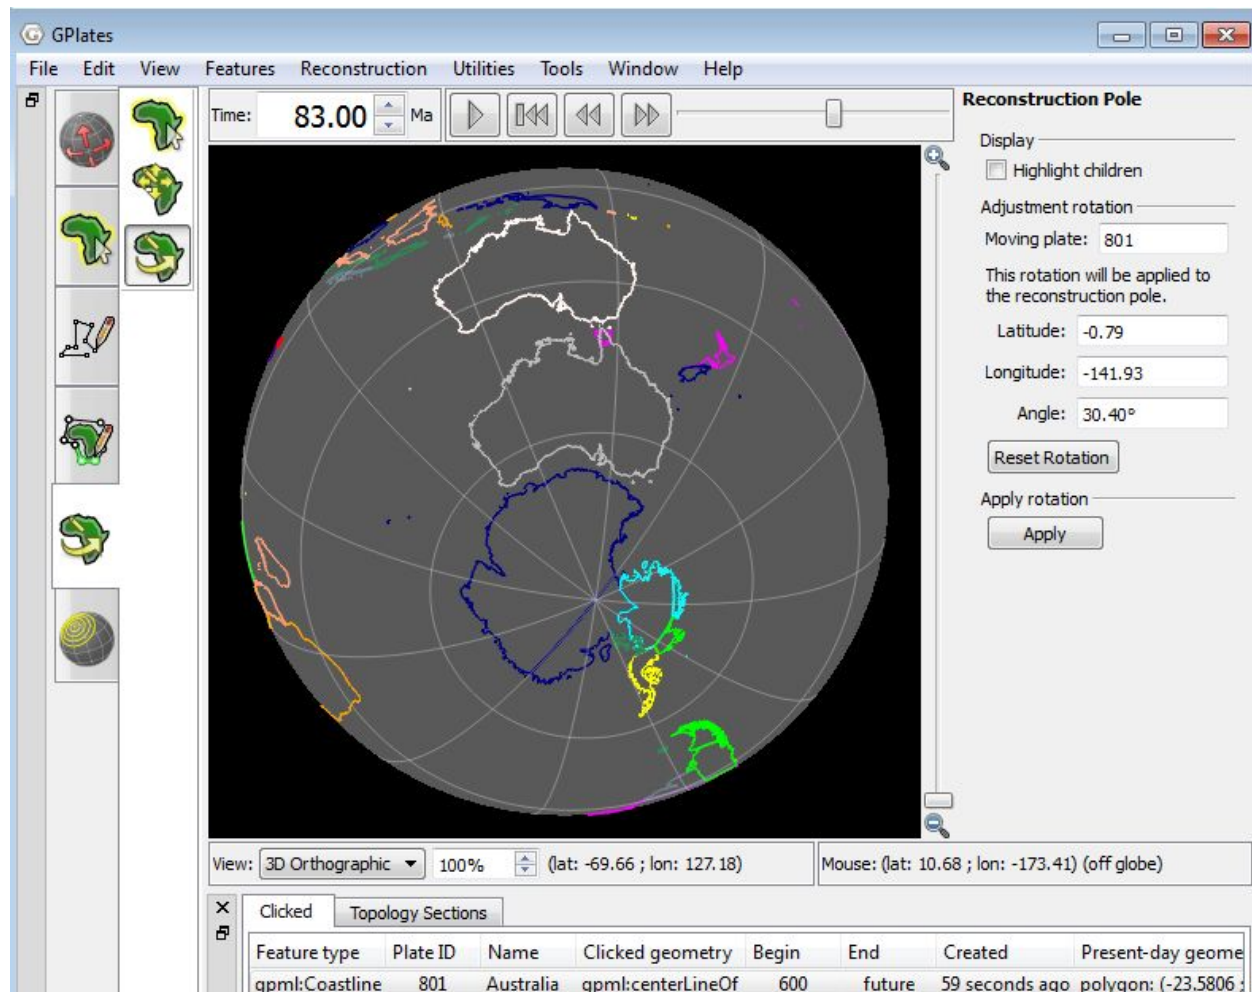 GPlates
File Edit View Features Reconstruction Utilities Tools Window Help
Time: 83.00 Ma
Reconstruction Pole
Display
Highlight children
Adjustment rotation
Moving plate: 801
This rotation will be applied to
the reconstruction pole.
Latitude: -0.79
Longitude: -141.93
Angle: 30.40°
Reset Rotation
Apply rotation
Apply
View: 3D Orthographic 100% (lat: -69.66 ; lon: 127.18) Mouse: (lat: 10.68 ; lon: -173.41) (off globe)
Clicked Topology Sections
Feature type Plate ID Name Clicked geometry Begin End Created Present-day geome
gpml:Coastline 801 Australia gpml:centerLineOf 600 future 59 seconds ago polygon: (-23.5806 ;